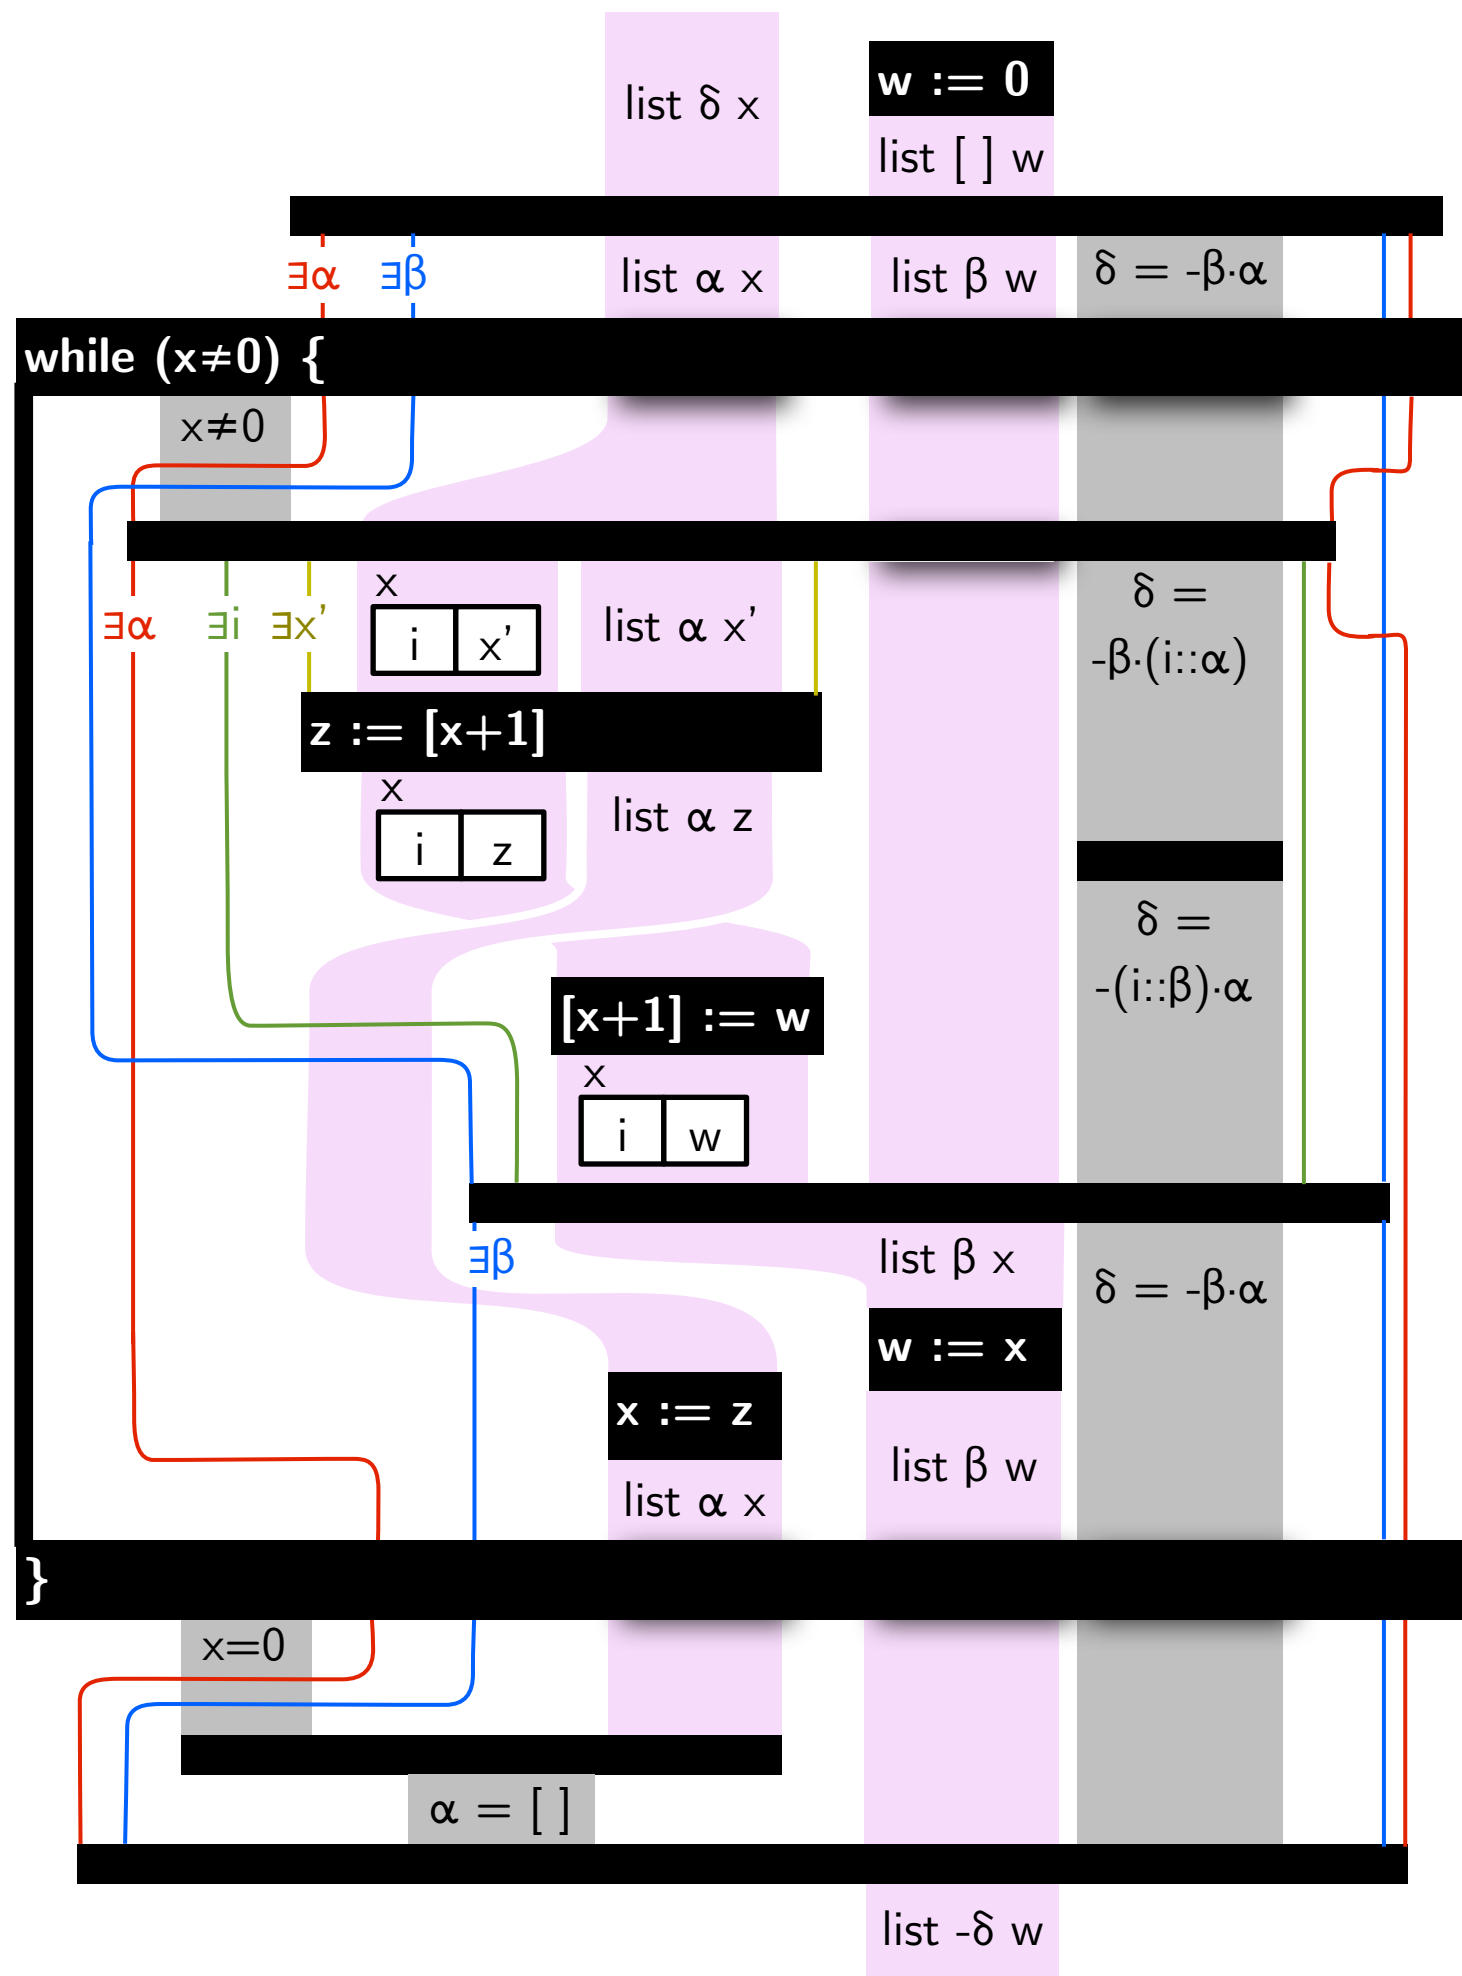 w := 0
list δ x
list [ ] w
∃α ∃β list α x list β w δ = -β·α
while (x≠0) {
x≠0
x
i x'
∃α ∃i ∃x' list α x'
δ =
-β·(i::α)
z := [x+1]
x
i z
list α z
δ =
-(i::β)·α
[x+1] := w
x
i w
∃β list β x δ = -β·α
w := x
x := z
list β w
list α x
}
x=0
α = [ ]
list -δ w